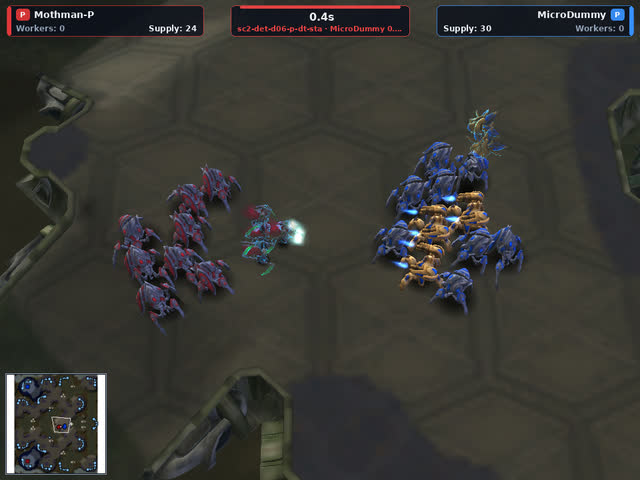 P Mothman-P
Workers: 0 Supply: 24
0.4s
sc2-det-d06-p-dt-sta · MicroDummy 0....
MicroDummy P
Supply: 30 Workers: 0